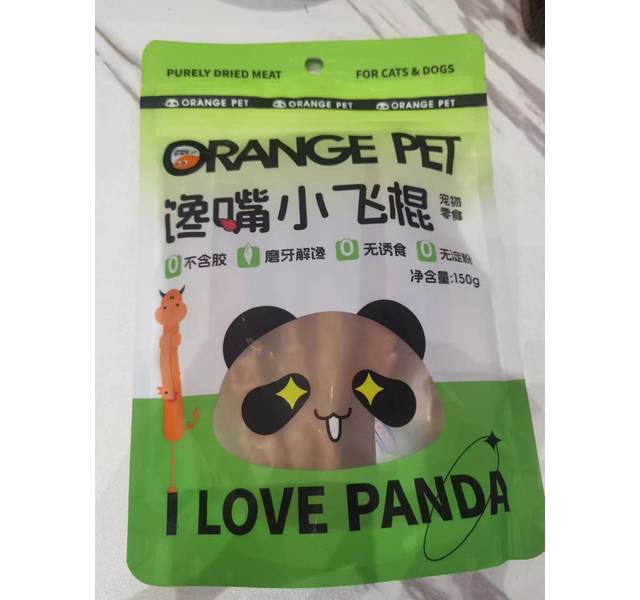 PURELY DRIED MEAT
FOR CATS & DOGS
ORANGE PET ORANGE PET ORANGE PET
ORANGE PET
馋嘴小飞棍
宠物
零食
0 不含胶 磨牙解馋 0 无诱食 0 无淀粉
净含量:150g
I LOVE PANDA